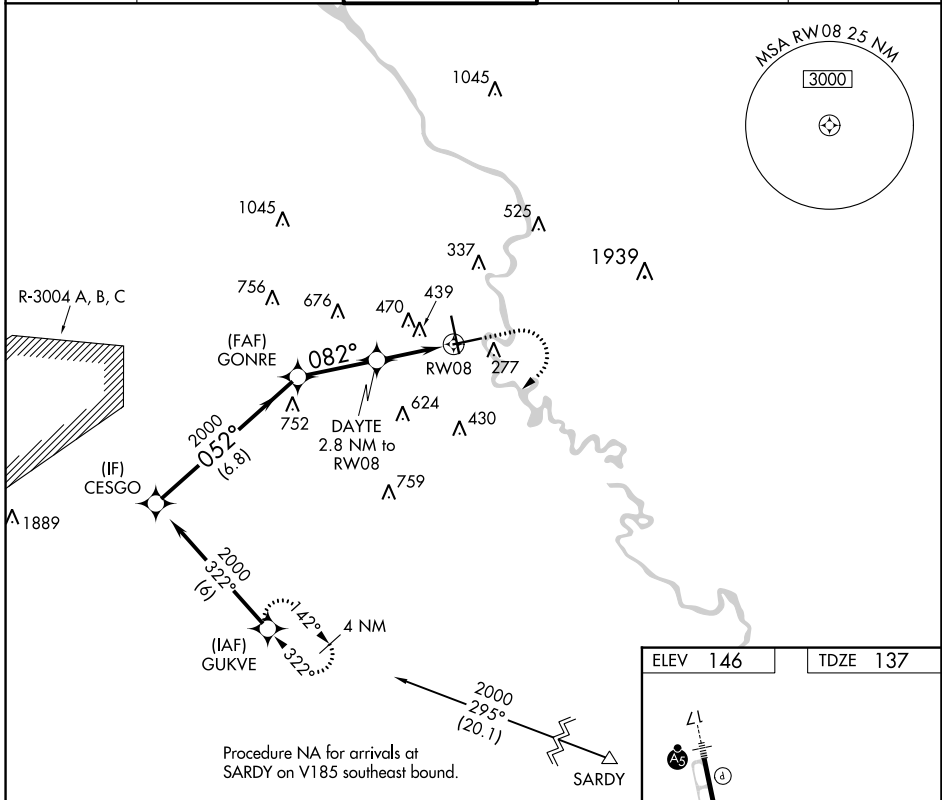 MSA RW08 25 NM
3000
1045
1045
525
337
1939
R-3004 A, B, C
756
676
470
439
(FAF)
GONRE
082°
RW08
277
752
624
430
DAYTE
2.8 NM to
RW08
2000
052°
(6.8)
(IF)
CESGO
759
1889
2000
322°
(6)
142°
4 NM
322°
(IAF)
GUKVE
2000
295°
(20.1)
SARDY
Procedure NA for arrivals at
SARDY on V185 southeast bound.
ELEV 146
TDZE 137
17
A5
P